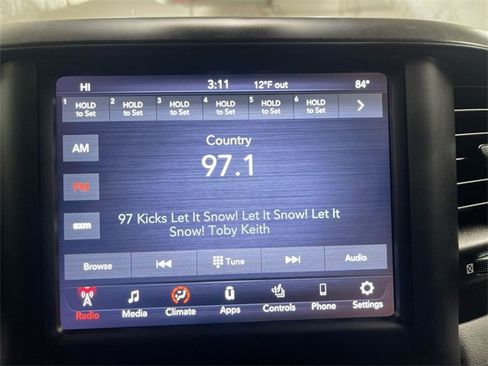 HI 3:11 12°F out 84°
1 HOLD to Set 2 HOLD to Set 3 HOLD to Set 4 HOLD to Set 5 HOLD to Set 6 HOLD to Set
AM
Country
97.1
FM
sxm
97 Kicks Let It Snow! Let It Snow! Let It
Snow! Toby Keith
Browse Tune Audio
Radio Media Climate Apps Controls Phone Settings